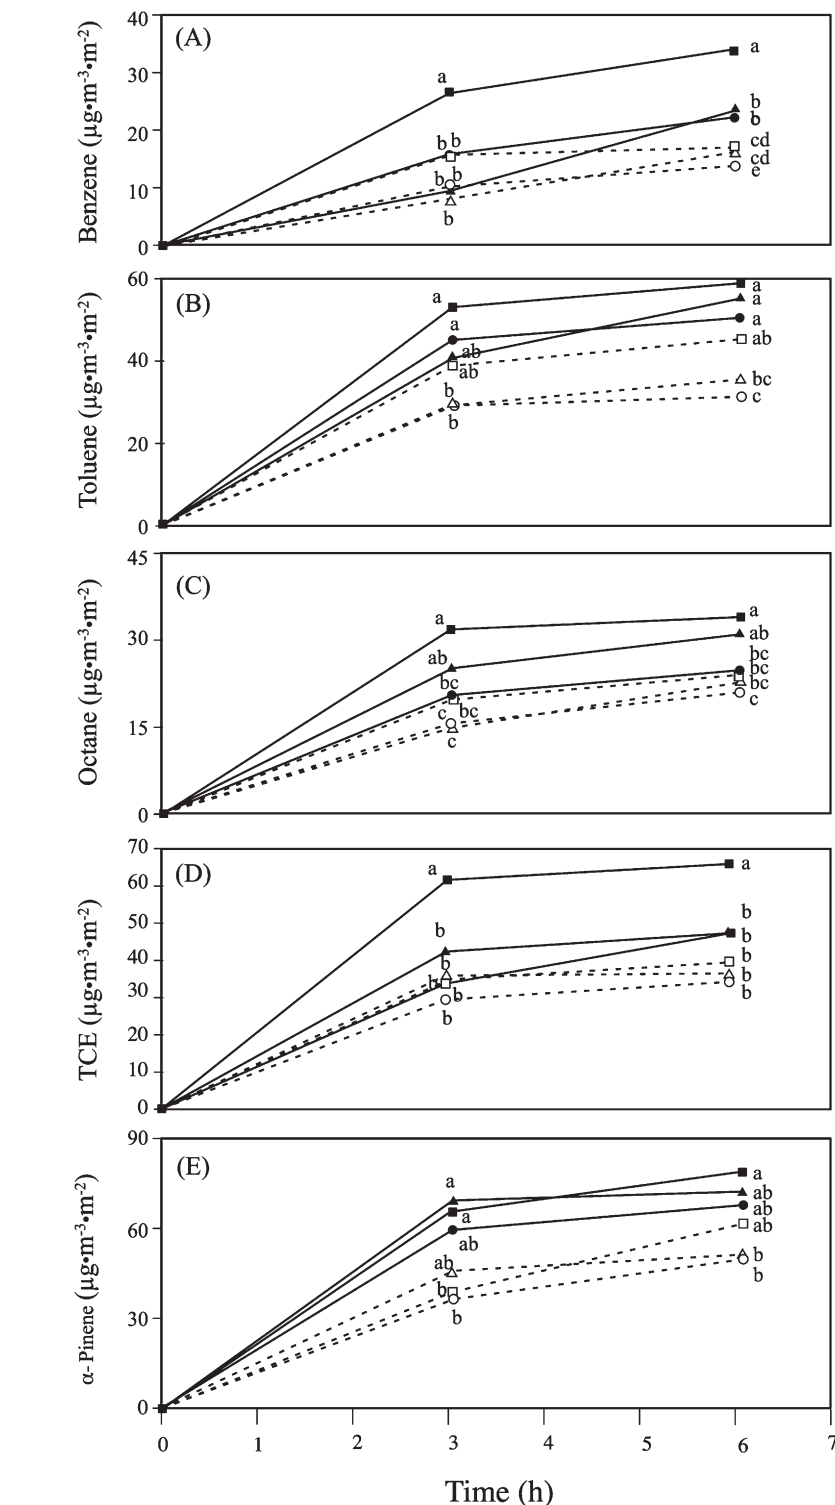 (A)
Benzene (µg•m-3•m-2)
40
30
20
10
0
a
a
b b
b b
b
b
b
cd
cd
e
(B)
Toluene (µg•m-3•m-2)
60
40
20
0
a
a
a
a
a
ab
ab
ab
b
b
bc
c
(C)
Octane (µg•m-3•m-2)
45
30
15
0
a
a
ab
ab
bc
bc
bc
bc
c bc
c
c
(D)
TCE (µg•m-3•m-2)
70
60
50
40
30
20
10
0
a
a
b
b
b
b
b
b b
b
b
b
(E)
α- Pinene (µg•m-3•m-2)
90
60
30
0
a
a
a
ab
ab
ab
ab
ab
b
b
b
b
0 1 2 3 4 5 6 7
Time (h)